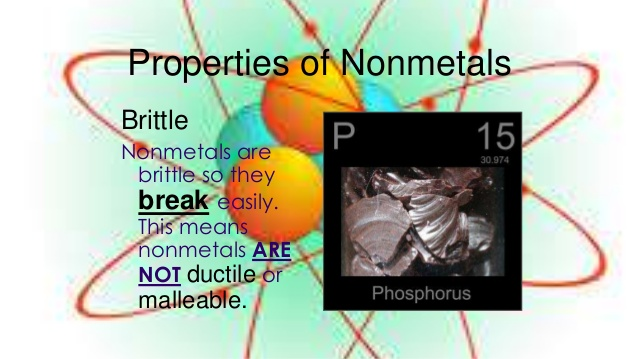 Properties of Nonmetals
Brittle
Nonmetals are
brittle so they
break easily.
This means
nonmetals ARE
NOT ductile or
malleable.
P 15
30.974
Phosphorus